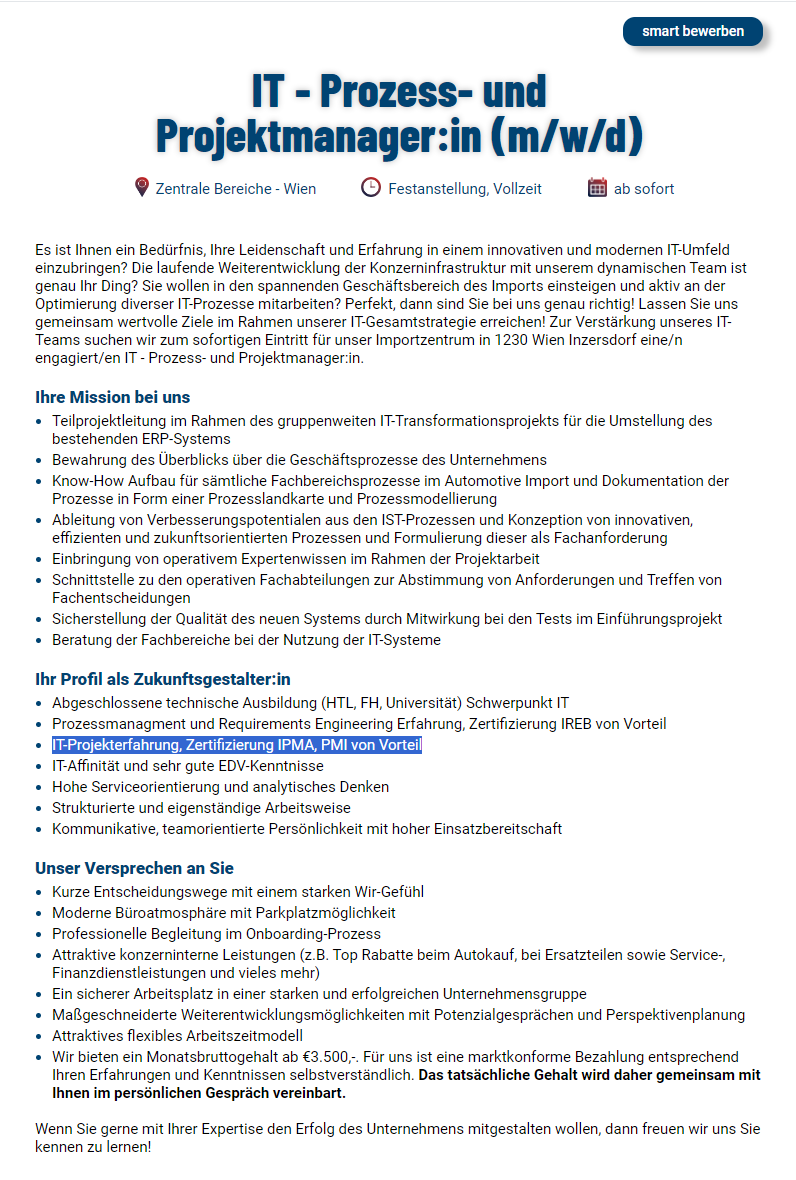 smart bewerben
IT - Prozess- und
Projektmanager:in (m/w/d)
Zentrale Bereiche - Wien
Festanstellung, Vollzeit
ab sofort
Es ist Ihnen ein Bedürfnis, Ihre Leidenschaft und Erfahrung in einem innovativen und modernen IT-Umfeld
einzubringen? Die laufende Weiterentwicklung der Konzerninfrastruktur mit unserem dynamischen Team ist
genau Ihr Ding? Sie wollen in den spannenden Geschäftsbereich des Imports einsteigen und aktiv an der
Optimierung diverser IT-Prozesse mitarbeiten? Perfekt, dann sind Sie bei uns genau richtig! Lassen Sie uns
gemeinsam wertvolle Ziele im Rahmen unserer IT-Gesamtstrategie erreichen! Zur Verstärkung unseres IT-
Teams suchen wir zum sofortigen Eintritt für unser Importzentrum in 1230 Wien Inzersdorf eine/n
engagiert/en IT - Prozess- und Projektmanager:in.
Ihre Mission bei uns
• Teilprojektleitung im Rahmen des gruppenweiten IT-Transformationsprojekts für die Umstellung des
bestehenden ERP-Systems
• Bewahrung des Überblicks über die Geschäftsprozesse des Unternehmens
• Know-How Aufbau für sämtliche Fachbereichsprozesse im Automotive Import und Dokumentation der
Prozesse in Form einer Prozesslandkarte und Prozessmodellierung
• Ableitung von Verbesserungspotentialen aus den IST-Prozessen und Konzeption von innovativen,
effizienten und zukunftsorientierten Prozessen und Formulierung dieser als Fachanforderung
• Einbringung von operativem Expertenwissen im Rahmen der Projektarbeit
• Schnittstelle zu den operativen Fachabteilungen zur Abstimmung von Anforderungen und Treffen von
Fachentscheidungen
• Sicherstellung der Qualität des neuen Systems durch Mitwirkung bei den Tests im Einführungsprojekt
• Beratung der Fachbereiche bei der Nutzung der IT-Systeme
Ihr Profil als Zukunftsgestalter:in
• Abgeschlossene technische Ausbildung (HTL, FH, Universität) Schwerpunkt IT
• Prozessmanagment und Requirements Engineering Erfahrung, Zertifizierung IREB von Vorteil
• IT-Projekterfahrung, Zertifizierung IPMA, PMI von Vorteil
• IT-Affinität und sehr gute EDV-Kenntnisse
• Hohe Serviceorientierung und analytisches Denken
• Strukturierte und eigenständige Arbeitsweise
• Kommunikative, teamorientierte Persönlichkeit mit hoher Einsatzbereitschaft
Unser Versprechen an Sie
• Kurze Entscheidungswege mit einem starken Wir-Gefühl
• Moderne Büroatmosphäre mit Parkplatzmöglichkeit
• Professionelle Begleitung im Onboarding-Prozess
• Attraktive konzerninterne Leistungen (z.B. Top Rabatte beim Autokauf, bei Ersatzteilen sowie Service-,
Finanzdienstleistungen und vieles mehr)
• Ein sicherer Arbeitsplatz in einer starken und erfolgreichen Unternehmensgruppe
• Maßgeschneiderte Weiterentwicklungsmöglichkeiten mit Potenzialgesprächen und Perspektivenplanung
• Attraktives flexibles Arbeitszeitmodell
• Wir bieten ein Monatsbruttogehalt ab €3.500,-. Für uns ist eine marktkonforme Bezahlung entsprechend
Ihren Erfahrungen und Kenntnissen selbstverständlich. Das tatsächliche Gehalt wird daher gemeinsam mit
Ihnen im persönlichen Gespräch vereinbart.
Wenn Sie gerne mit Ihrer Expertise den Erfolg des Unternehmens mitgestalten wollen, dann freuen wir uns Sie
kennen zu lernen!